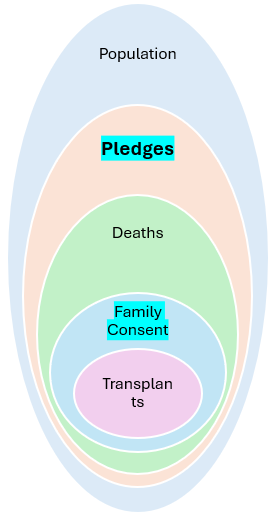 Population
Pledges
Deaths
Family
Consent
Transplan
ts